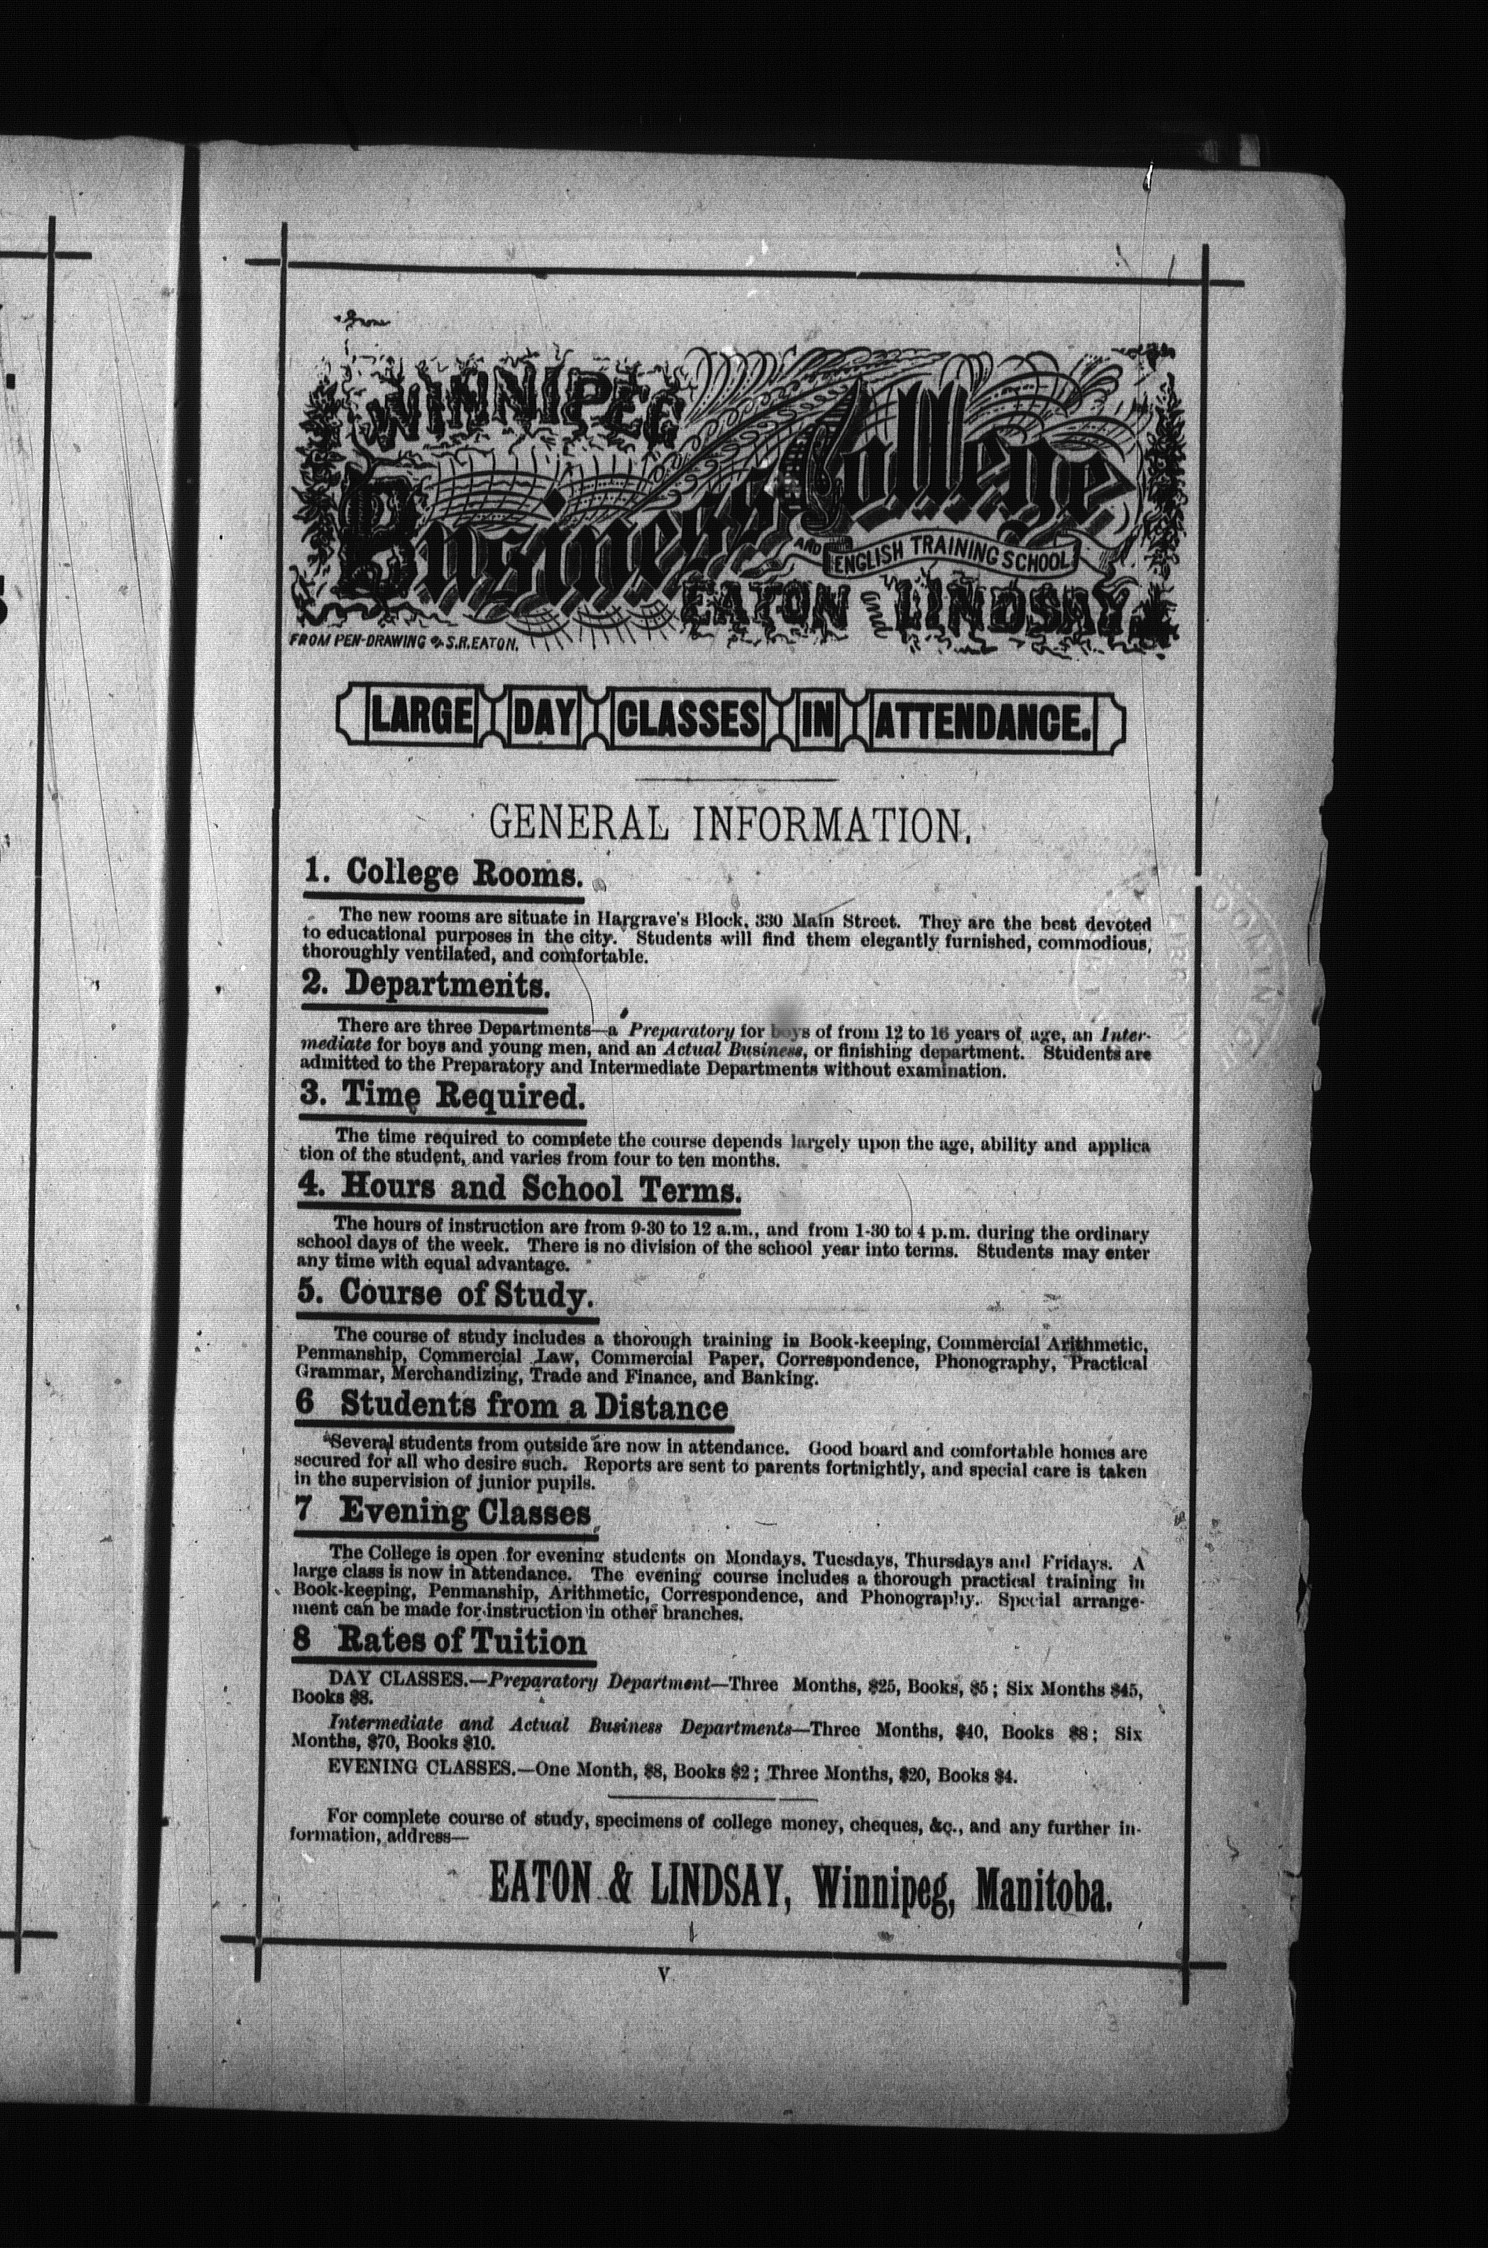 WINNIPEG
Business College
AND ENGLISH TRAINING SCHOOL
EATON and LINDSAY
FROM PEN-DRAWING by S.R.EATON.
LARGE DAY CLASSES IN ATTENDANCE.
GENERAL INFORMATION.
1. College Rooms.
The new rooms are situate in Hargrave's Block, 330 Main Street. They are the best devoted
to educational purposes in the city. Students will find them elegantly furnished, commodious,
thoroughly ventilated, and comfortable.
2. Departments.
There are three Departments—a Preparatory for boys of from 12 to 16 years of age, an Inter-
mediate for boys and young men, and an Actual Business, or finishing department. Students are
admitted to the Preparatory and Intermediate Departments without examination.
3. Time Required.
The time required to complete the course depends largely upon the age, ability and applica
tion of the student, and varies from four to ten months.
4. Hours and School Terms.
The hours of instruction are from 9-30 to 12 a.m., and from 1-30 to 4 p.m. during the ordinary
school days of the week. There is no division of the school year into terms. Students may enter
any time with equal advantage.
5. Course of Study.
The course of study includes a thorough training in Book-keeping, Commercial Arithmetic,
Penmanship, Commercial Law, Commercial Paper, Correspondence, Phonography, Practical
Grammar, Merchandizing, Trade and Finance, and Banking.
6 Students from a Distance
Several students from outside are now in attendance. Good board and comfortable homes are
secured for all who desire such. Reports are sent to parents fortnightly, and special care is taken
in the supervision of junior pupils.
7 Evening Classes
The College is open for evening students on Mondays, Tuesdays, Thursdays and Fridays. A
large class is now in attendance. The evening course includes a thorough practical training in
Book-keeping, Penmanship, Arithmetic, Correspondence, and Phonography. Special arrange-
ment can be made for instruction in other branches.
8 Rates of Tuition
DAY CLASSES.—Preparatory Department—Three Months, $25, Books, $5; Six Months $45,
Books $8.
Intermediate and Actual Business Departments—Three Months, $40, Books $8; Six
Months, $70, Books $10.
EVENING CLASSES.—One Month, $8, Books $2; Three Months, $20, Books $4.
For complete course of study, specimens of college money, cheques, &c., and any further in-
formation, address—
EATON & LINDSAY, Winnipeg, Manitoba.
V